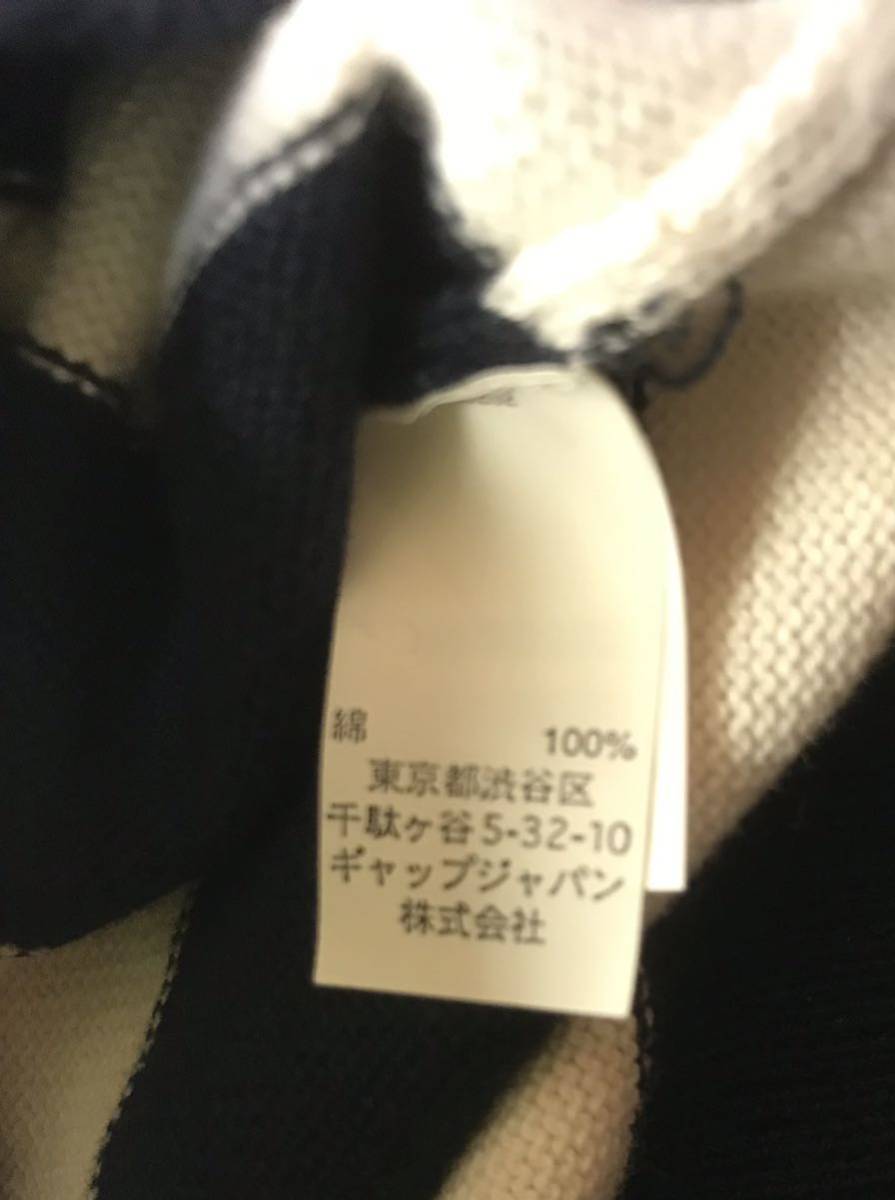 綿 100%
東京都渋谷区
千駄ヶ谷5-32-10
ギャップジャパン
株式会社